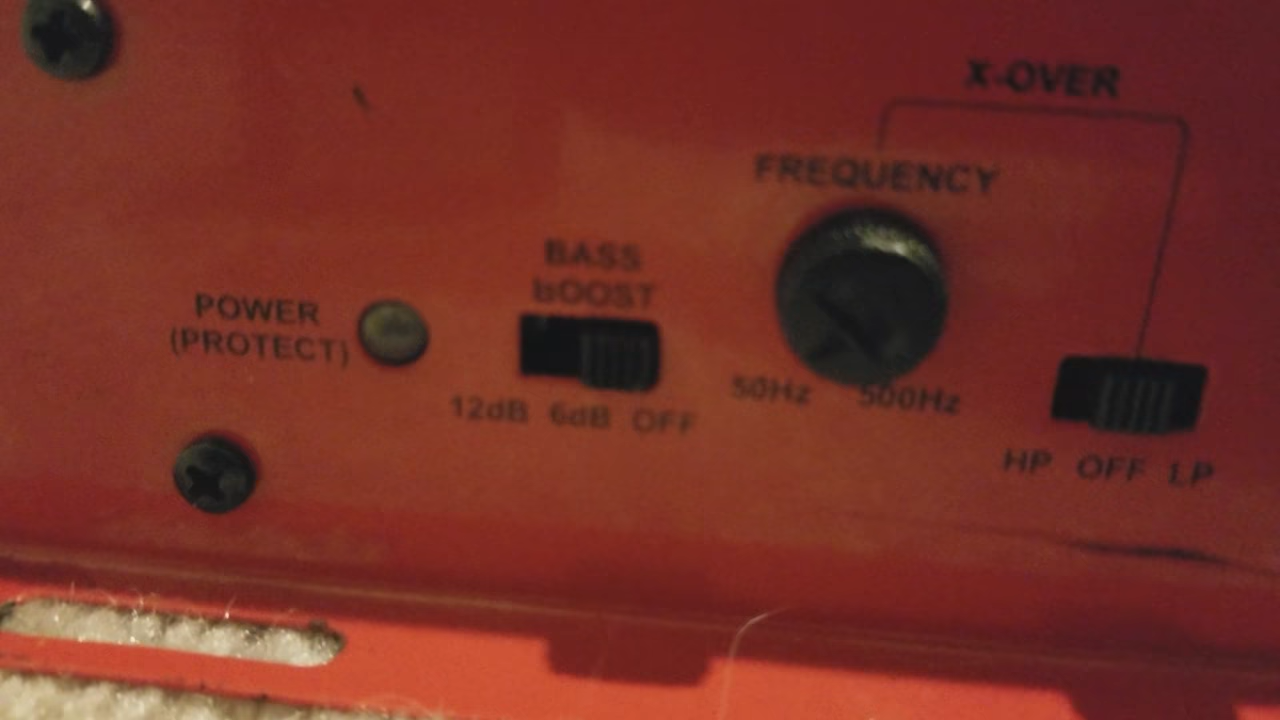 X-OVER
FREQUENCY
BASS
BOOST
POWER
(PROTECT)
12dB 6dB OFF
50Hz 500Hz
HP OFF LP